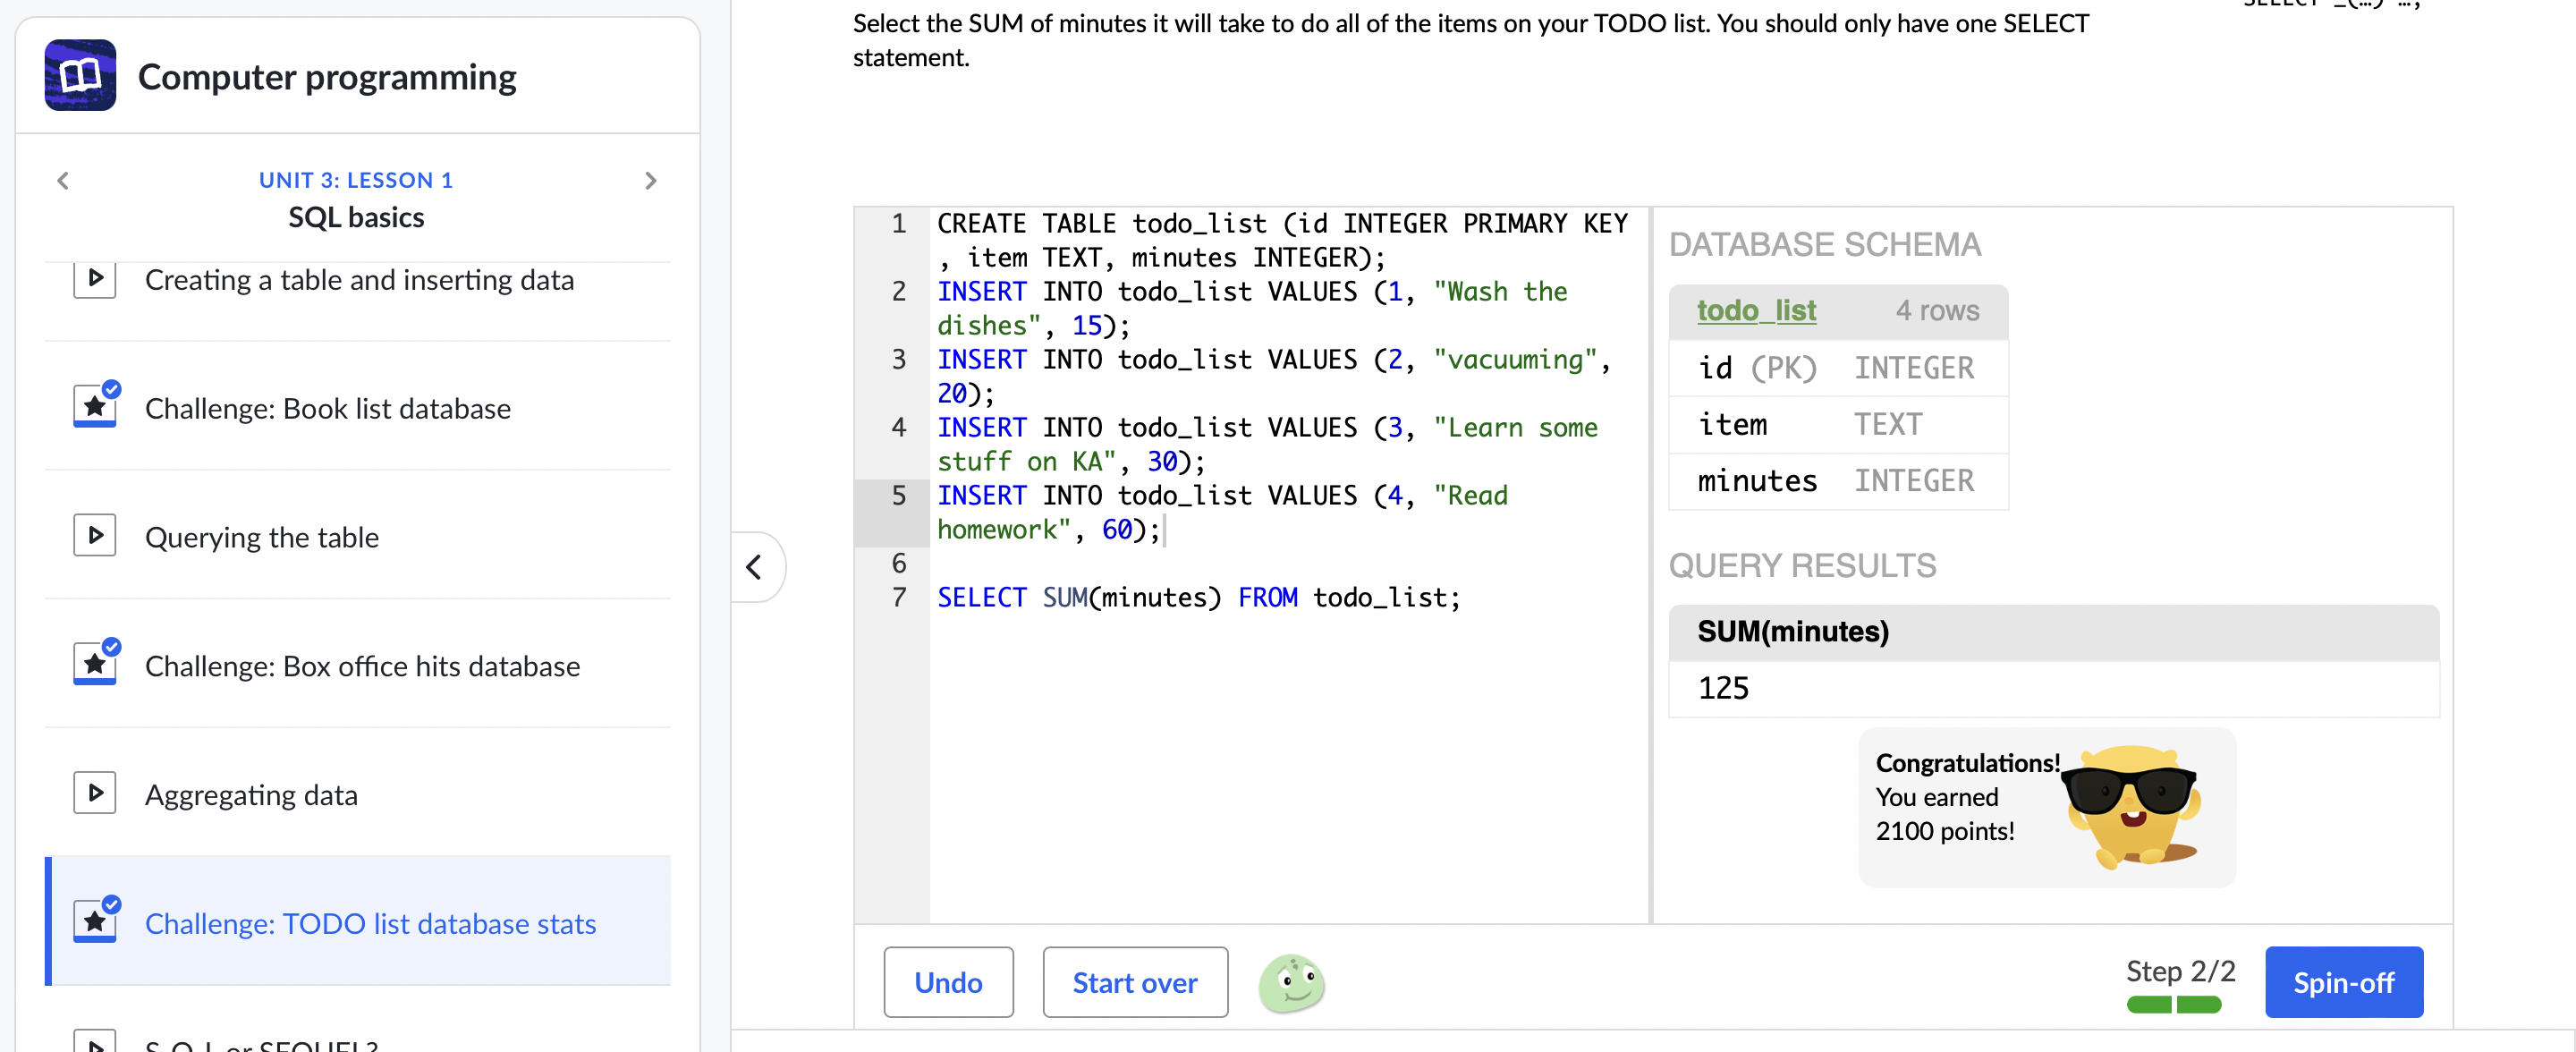 Computer programming
UNIT 3: LESSON 1
SQL basics
Creating a table and inserting data
Challenge: Book list database
Querying the table
Challenge: Box office hits database
Aggregating data
Challenge: TODO list database stats
Select the SUM of minutes it will take to do all of the items on your TODO list. You should only have one SELECT
statement.
1 CREATE TABLE todo_list (id INTEGER PRIMARY KEY
, item TEXT, minutes INTEGER);
2 INSERT INTO todo_list VALUES (1, "Wash the
dishes", 15);
3 INSERT INTO todo_list VALUES (2, "vacuuming",
20);
4 INSERT INTO todo_list VALUES (3, "Learn some
stuff on KA", 30);
5 INSERT INTO todo_list VALUES (4, "Read
homework", 60);
6
7 SELECT SUM(minutes) FROM todo_list;
DATABASE SCHEMA
todo_list 4 rows
id (PK) INTEGER
item TEXT
minutes INTEGER
QUERY RESULTS
SUM(minutes)
125
Congratulations!
You earned
2100 points!
Undo
Start over
Step 2/2
Spin-off